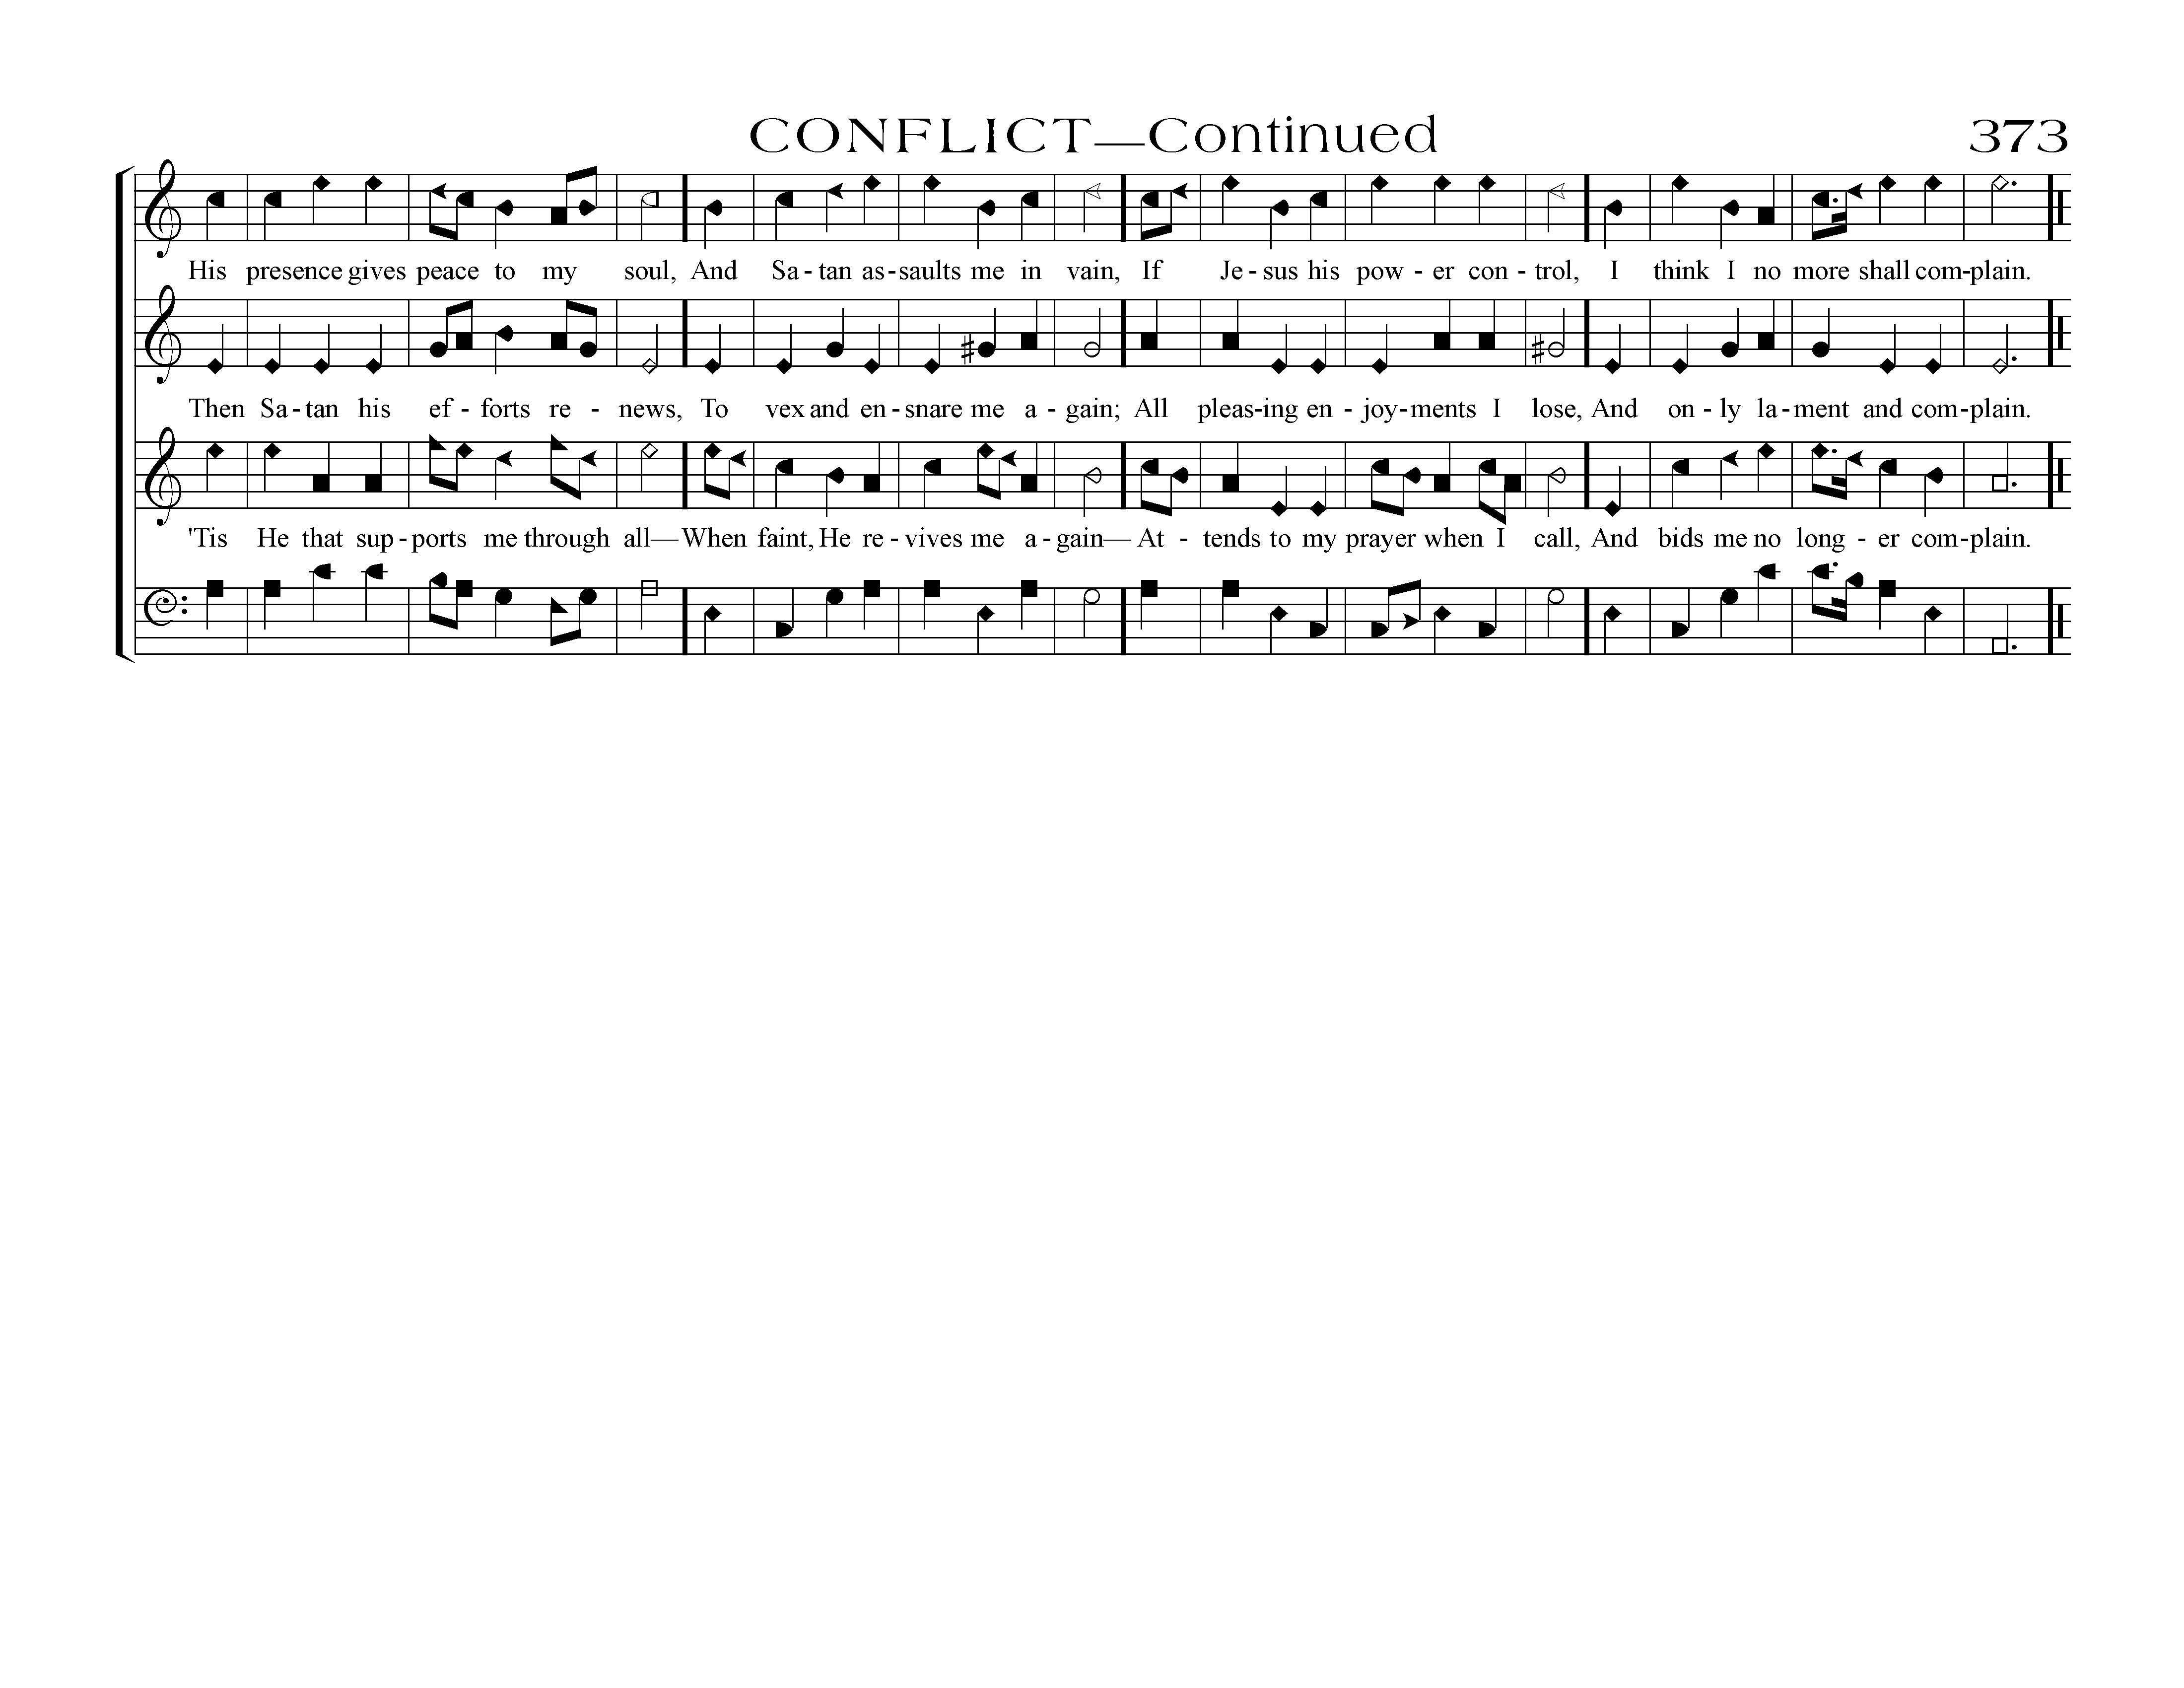 CONFLICT—Continued 373
His presence gives peace to my soul, And Sa - tan as - saults me in vain, If Je - sus his pow - er con - trol, I think I no more shall com - plain.
Then Sa - tan his ef - forts re - news, To vex and en - snare me a - gain; All pleas - ing en - joy - ments I lose, And on - ly la - ment and com - plain.
'Tis He that sup - ports me through all— When faint, He re - vives me a - gain— At - tends to my prayer when I call, And bids me no long - er com - plain.